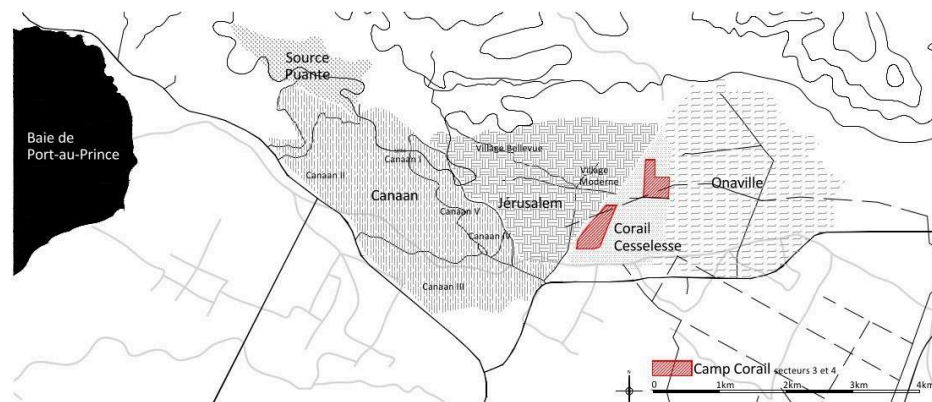 Source
Puante
Baie de
Port-au-Prince
Village Bellevue
Canaan I
Canaan II
Village
Moderne
Canaan
Jérusalem
Onaville
Canaan V
Corail
Cesselesse
Canaan IV
Canaan III
Camp Corail secteurs 3 et 4
N
0 1km 2km 3km 4km